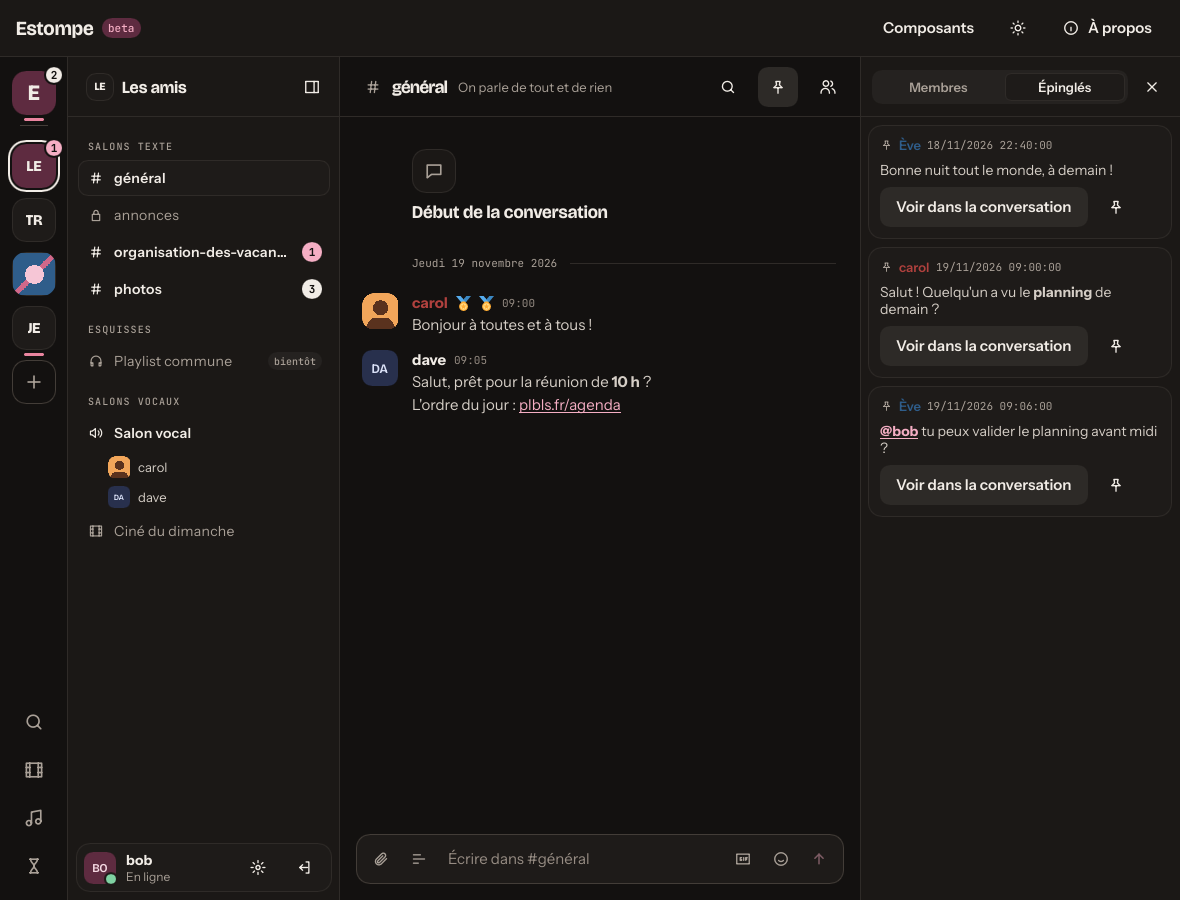 Estompe beta
Composants
À propos
E 2
LE 1
TR
JE
LE Les amis
SALONS TEXTE
# général
annonces
# organisation-des-vacan... 1
# photos 3
ESQUISSES
Playlist commune bientôt
SALONS VOCAUX
Salon vocal
carol
DA dave
Ciné du dimanche
BO bob
En ligne
# général On parle de tout et de rien
Début de la conversation
Jeudi 19 novembre 2026
carol 09:00
Bonjour à toutes et à tous !
DA dave 09:05
Salut, prêt pour la réunion de 10 h ?
L'ordre du jour : plbls.fr/agenda
Écrire dans #général
GIF
Membres Épinglés
Ève 18/11/2026 22:40:00
Bonne nuit tout le monde, à demain !
Voir dans la conversation
carol 19/11/2026 09:00:00
Salut ! Quelqu'un a vu le planning de
demain ?
Voir dans la conversation
Ève 19/11/2026 09:06:00
@bob tu peux valider le planning avant midi
?
Voir dans la conversation